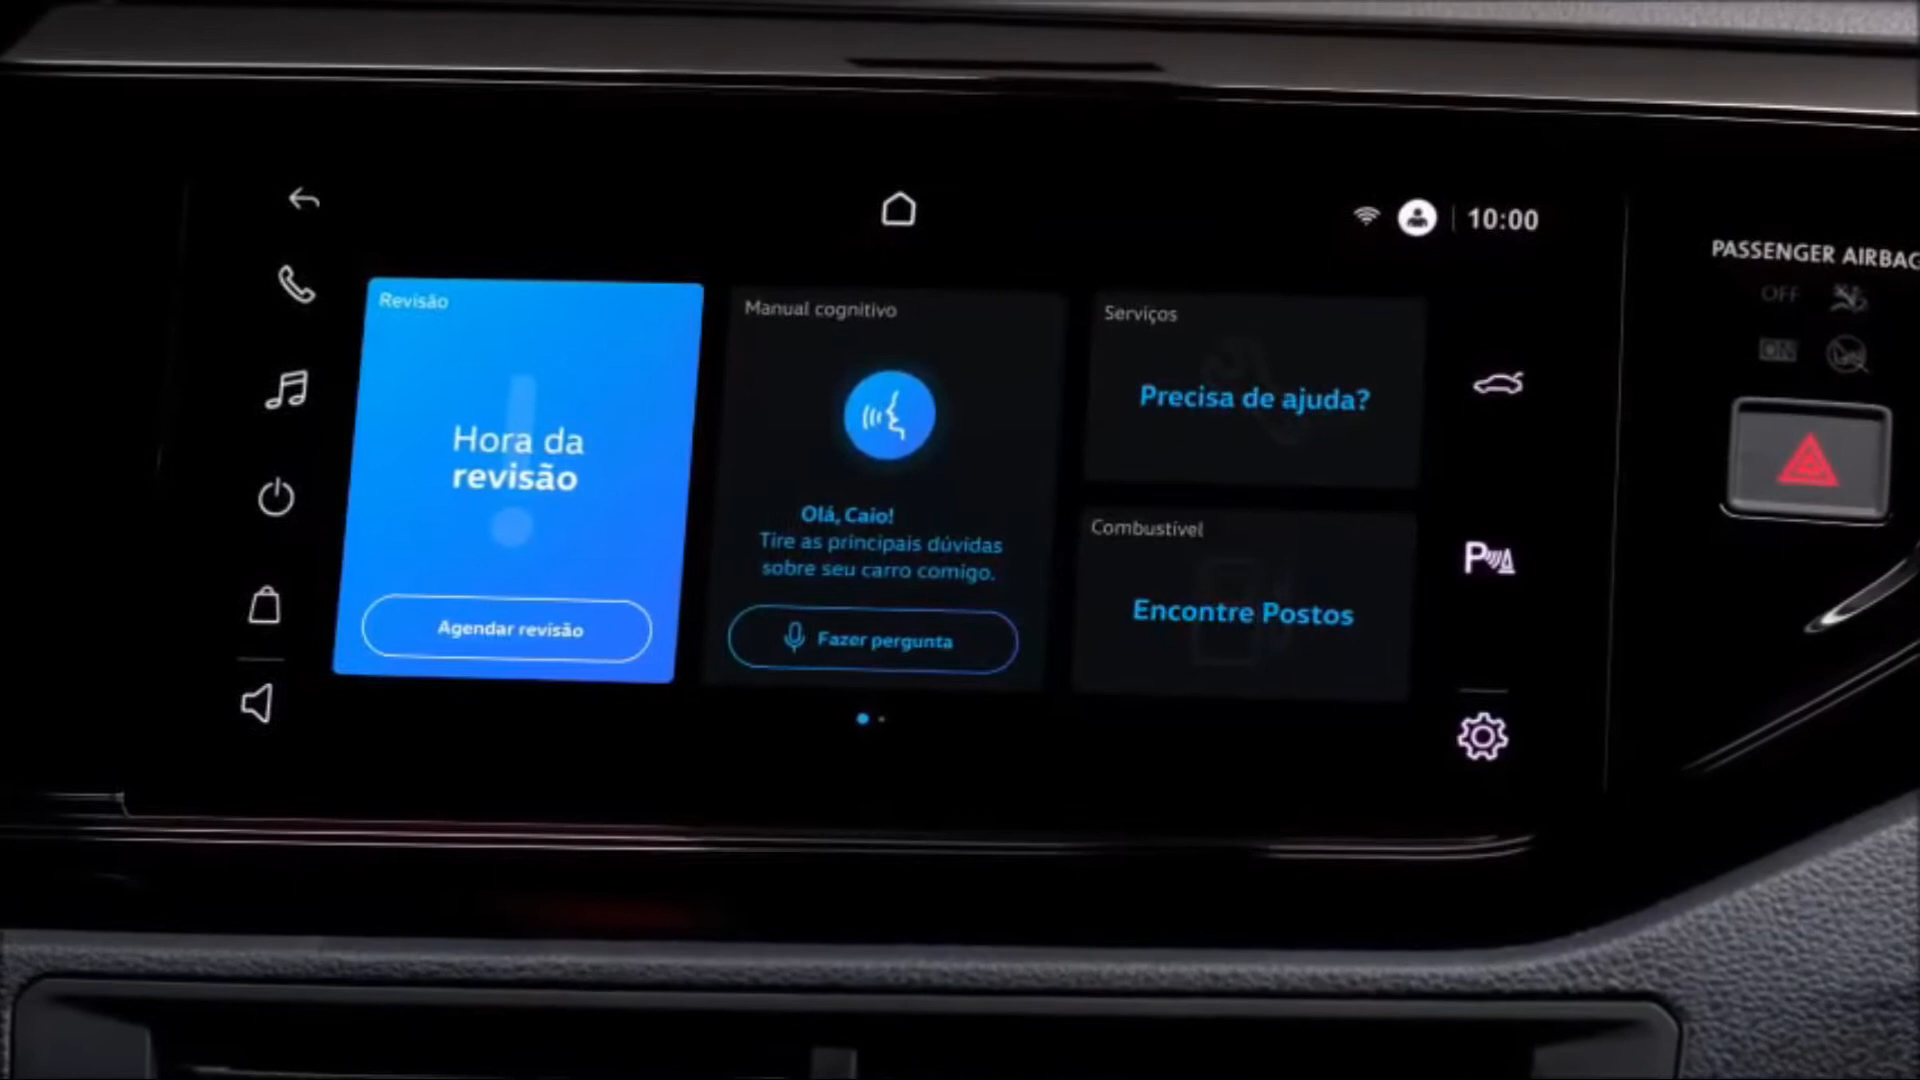 10:00
PASSENGER AIRBAG
OFF
ON
Revisão
Hora da
revisão
Agendar revisão
Manual cognitivo
Olá, Caio!
Tire as principais dúvidas
sobre seu carro comigo.
Fazer pergunta
Serviços
Precisa de ajuda?
Combustível
Encontre Postos
P